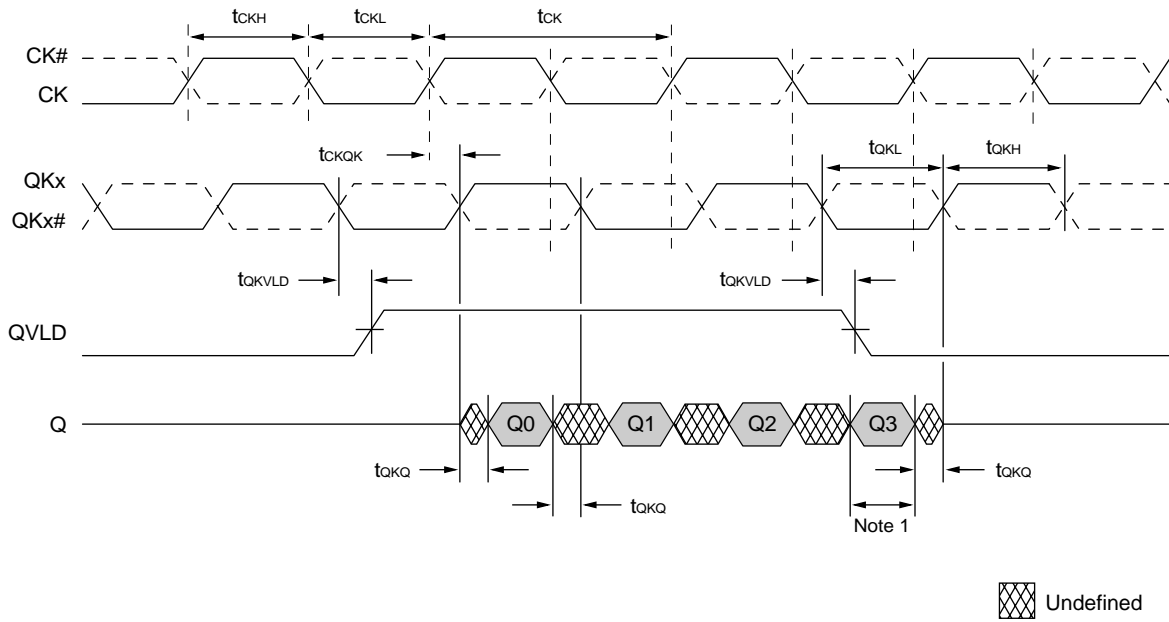 tCKH tCKL tCK
CK#
CK
tCKQK tQKL tQKH
QKx
QKx#
tQKVLD tQKVLD
QVLD
Q Q0 Q1 Q2 Q3
tQKQ tQKQ tQKQ
Note 1
Undefined